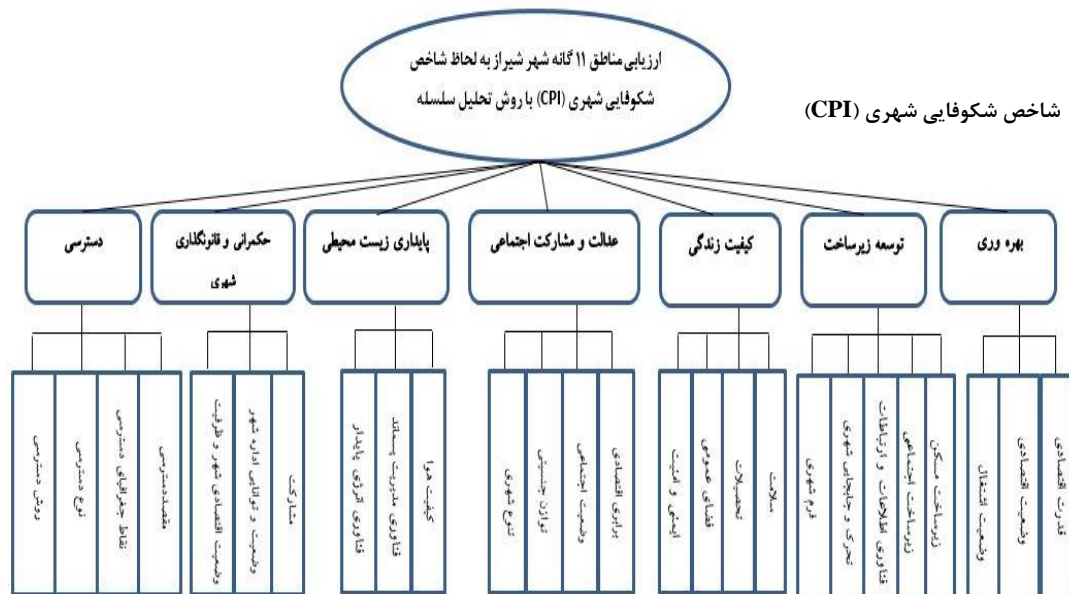 ارزیابی مناطق ۱۱ گانه شهر شیراز به لحاظ شاخص
شکوفایی شهری (CPI) با روش تحلیل سلسله
شاخص شکوفایی شهری (CPI)
بهره وری
توسعه زیرساخت
کیفیت زندگی
عدالت و مشارکت اجتماعی
پایداری زیست محیطی
حکمرانی و قانونگذاری
شهری
دسترسی
قدرت اقتصادی
وضعیت اقتصادی
وضعیت اشتغال
زیرساخت مسکن
زیرساخت اجتماعی
فناوری اطلاعات و ارتباطات
تحرک و جابجایی شهری
فرم شهری
سلامت
تحصیلات
فضای عمومی
ایمنی و امنیت
برابری اقتصادی
وضعیت اجتماعی
توازن جنسیتی
تنوع شهری
کیفیت هوا
فناوری مدیریت پسماند
فناوری انرژی پایدار
مشارکت
وضعیت و توانایی اداره شهر
وضعیت اقتصادی شهر و ظرفیت
مقصددسترسی
نقاط جغرافیای دسترسی
نوع دسترسی
روش دسترسی